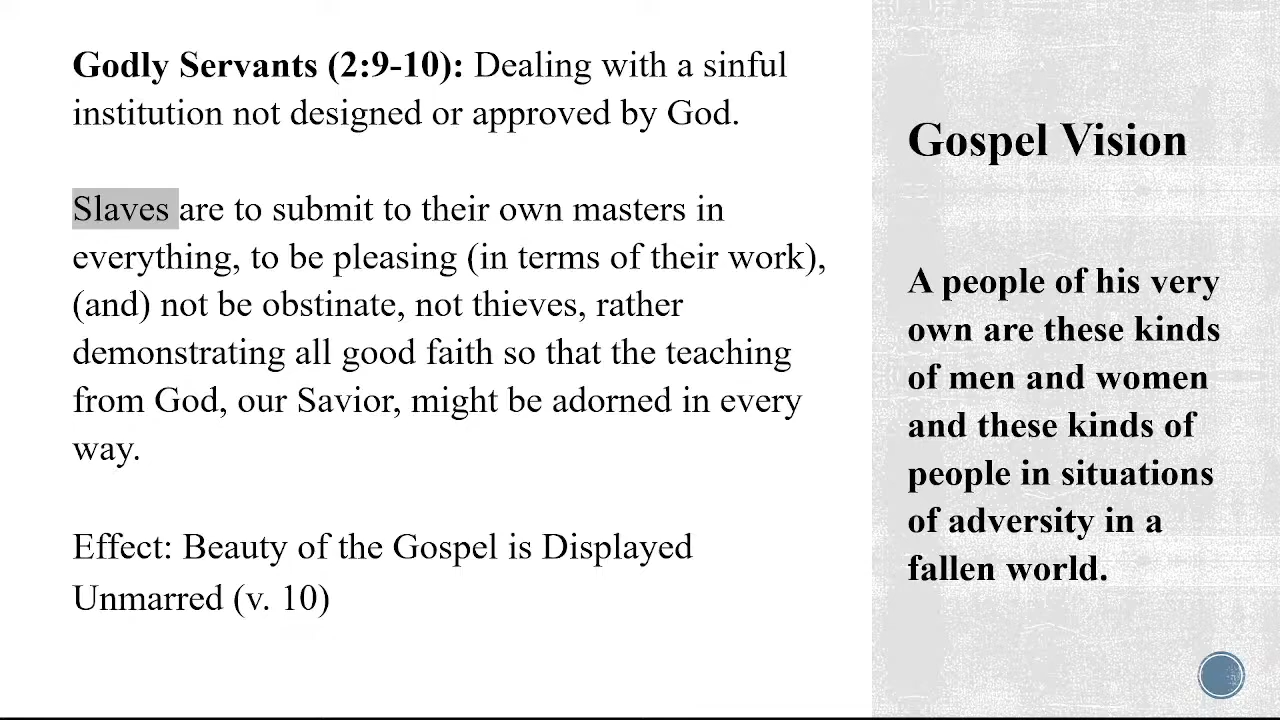 Godly Servants (2:9-10): Dealing with a sinful
institution not designed or approved by God.
Slaves are to submit to their own masters in
everything, to be pleasing (in terms of their work),
(and) not be obstinate, not thieves, rather
demonstrating all good faith so that the teaching
from God, our Savior, might be adorned in every
way.
Effect: Beauty of the Gospel is Displayed
Unmarred (v. 10)
Gospel Vision
A people of his very
own are these kinds
of men and women
and these kinds of
people in situations
of adversity in a
fallen world.